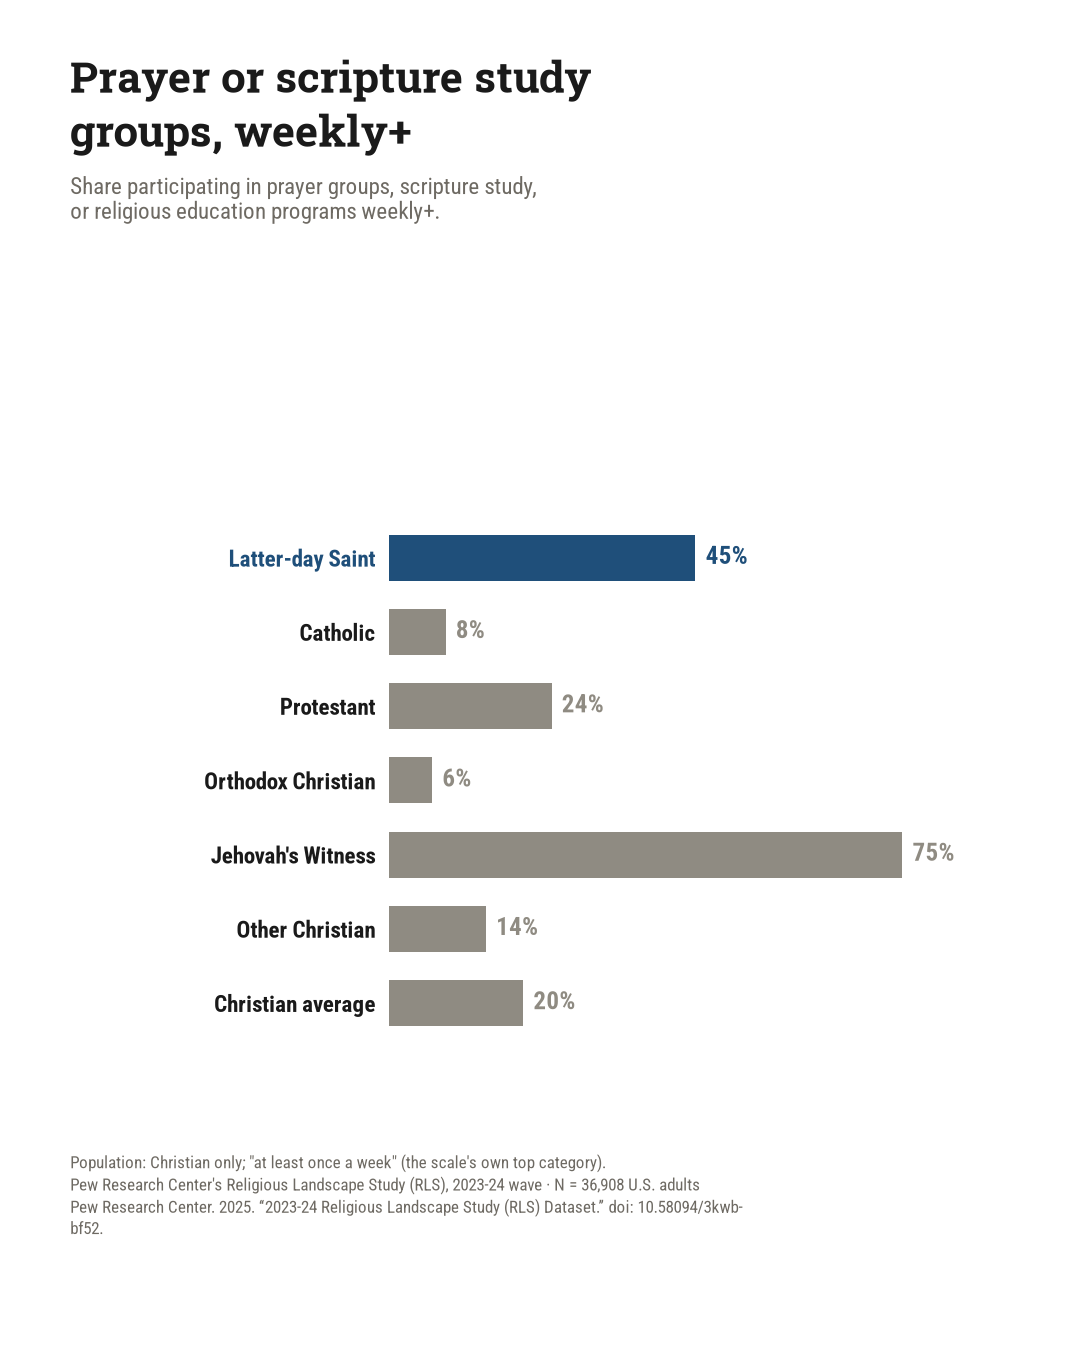 Prayer or scripture study
groups, weekly+
Share participating in prayer groups, scripture study,
or religious education programs weekly+.
Latter-day Saint 45%
Catholic 8%
Protestant 24%
Orthodox Christian 6%
Jehovah's Witness 75%
Other Christian 14%
Christian average 20%
Population: Christian only; "at least once a week" (the scale's own top category).
Pew Research Center's Religious Landscape Study (RLS), 2023-24 wave · N = 36,908 U.S. adults
Pew Research Center. 2025. “2023-24 Religious Landscape Study (RLS) Dataset.” doi: 10.58094/3kwb-
bf52.